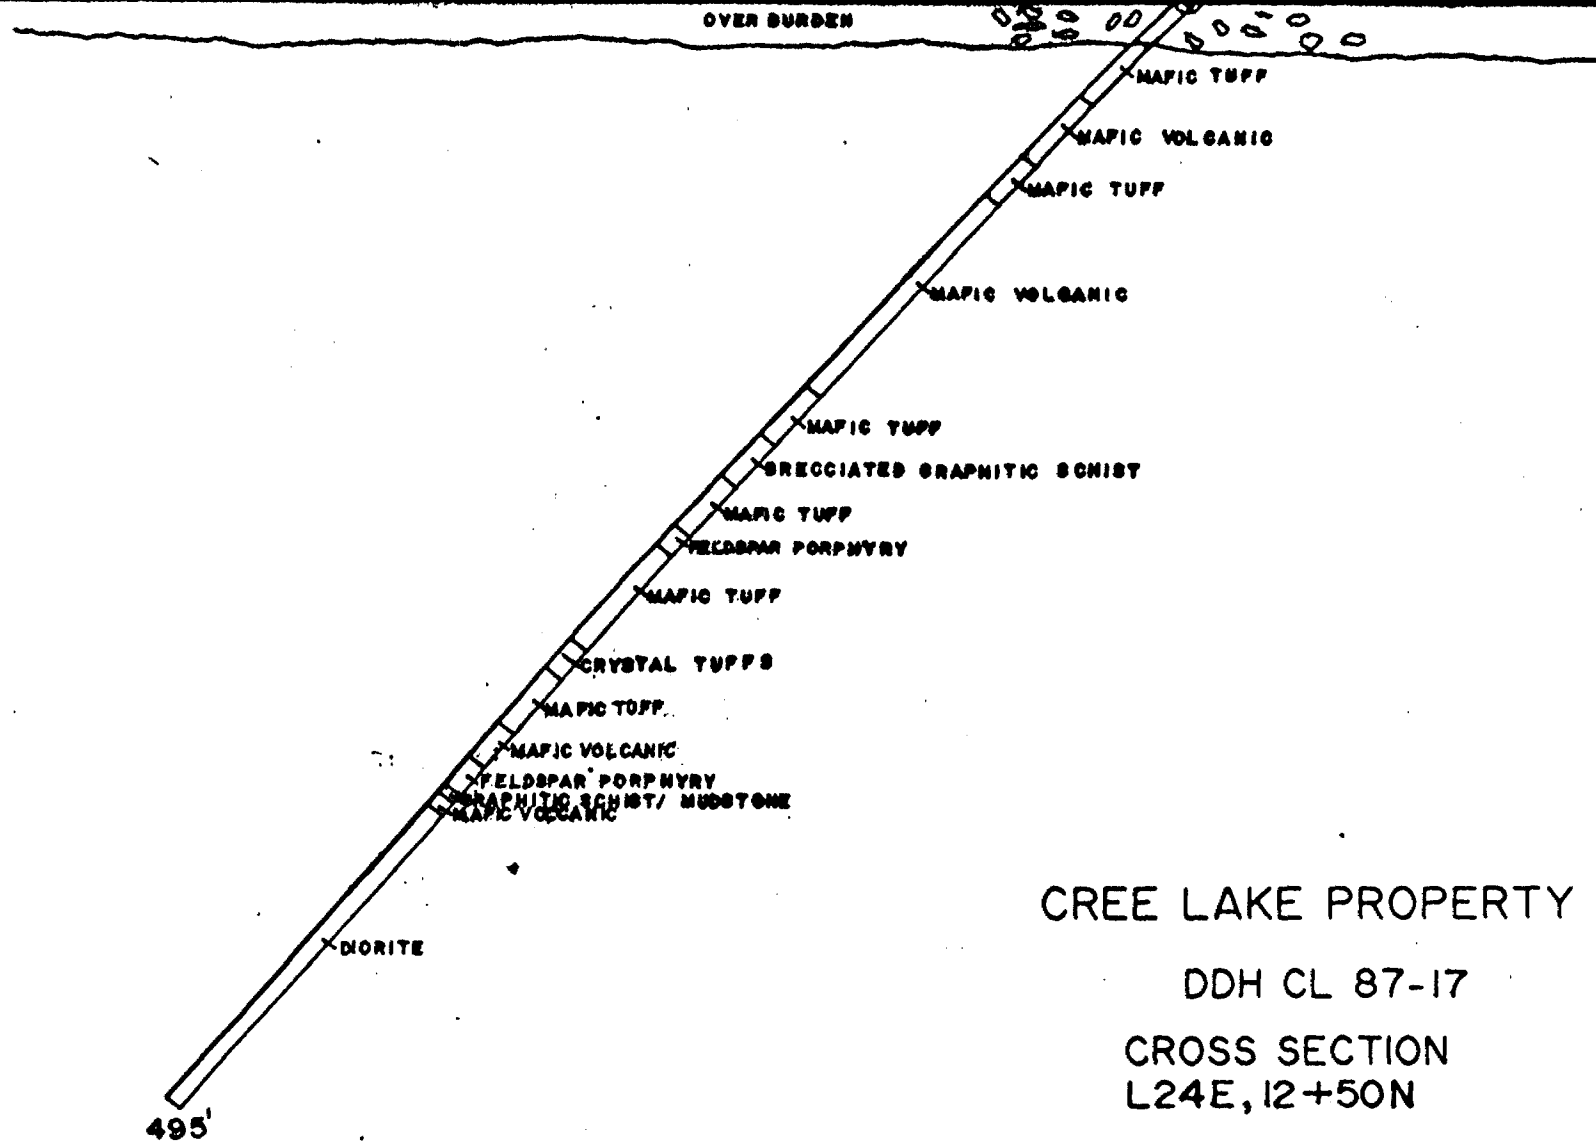 OVER BURDEN
MAFIC TUFF
MAFIC VOLCANIC
MAFIC TUFF
MAFIC VOLCANIC
MAFIC TUFF
BRECCIATED GRAPHITIC SCHIST
MAFIC TUFF
FELDSPAR PORPHYRY
MAFIC TUFF
CRYSTAL TUFFS
MAFIC TUFF
MAFIC VOLCANIC
FELDSPAR PORPHYRY
GRAPHITIC SCHIST/ MUDSTONE
MAFIC VOLCANIC
DIORITE
495'
CREE LAKE PROPERTY
DDH CL 87-17
CROSS SECTION
L24E, 12+50N